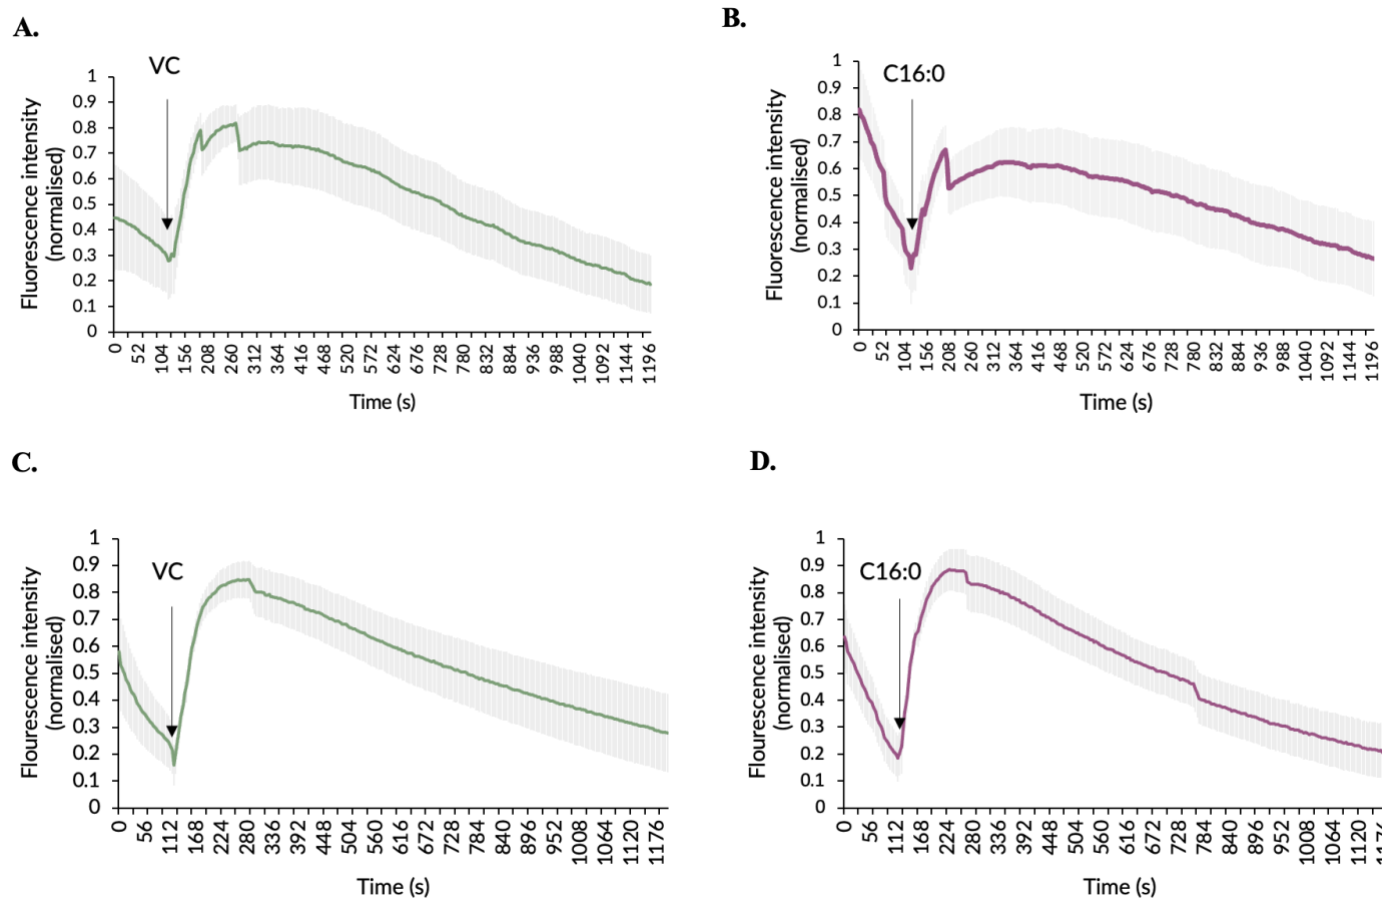 A.
VC
1
0.9
0.8
0.7
0.6
0.5
0.4
0.3
0.2
0.1
0
Fluorescence intensity
(normalised)
0 52 104 156 208 260 312 364 416 468 520 572 624 676 728 780 832 884 936 988 1040 1092 1144 1196
Time (s)
B.
C16:0
1
0.9
0.8
0.7
0.6
0.5
0.4
0.3
0.2
0.1
0
Fluorescence intensity
(normalised)
0 52 104 156 208 260 312 364 416 468 520 572 624 676 728 780 832 884 936 988 1040 1092 1144 1196
Time (s)
C.
VC
1
0.9
0.8
0.7
0.6
0.5
0.4
0.3
0.2
0.1
0
Flourescence intensity
(normalised)
0 56 112 168 224 280 336 392 448 504 560 616 672 728 784 840 896 952 1008 1064 1120 1176
Time (s)
D.
C16:0
1
0.9
0.8
0.7
0.6
0.5
0.4
0.3
0.2
0.1
0
Flourescence intensity
(normalised)
0 56 112 168 224 280 336 392 448 504 560 616 672 728 784 840 896 952 1008 1064 1120
Time (s)